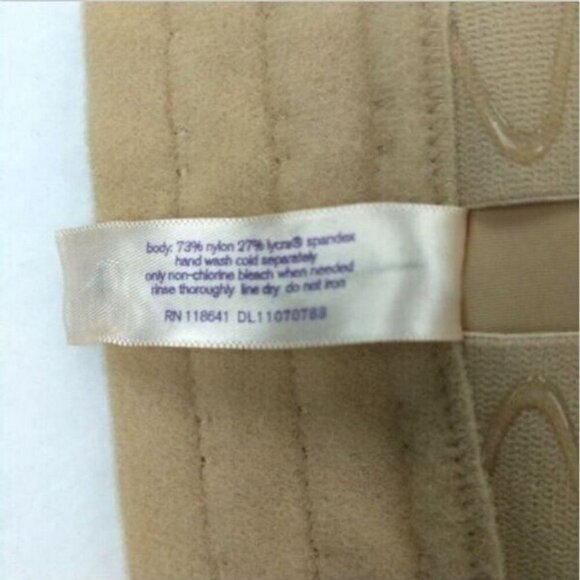 body: 73% nylon 27% lycra® spandex
hand wash cold separately
only non-chlorine bleach when needed
rinse thoroughly line dry do not iron
RN 118641 DL11070788